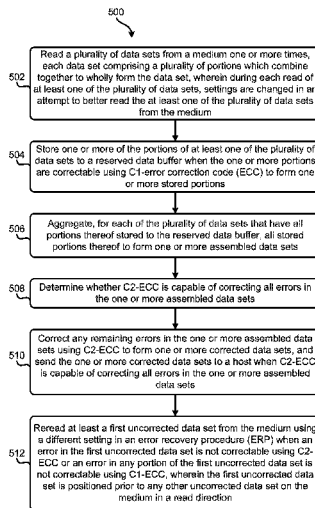 500
502
Read a plurality of data sets from a medium one or more times,
each data set comprising a plurality of portions which combine
together to wholly form the data set, wherein during each read of
at least one of the plurality of data sets, settings are changed in an
attempt to better read the at least one of the plurality of data sets
from the medium
504
Store one or more of the portions of at least one of the plurality of
data sets to a reserved data buffer when the one or more portions
are correctable using C1-error correction code (ECC) to form one
or more stored portions
506
Aggregate, for each of the plurality of data sets that have all
portions thereof stored to the reserved data buffer, all stored
portions thereof to form one or more assembled data sets
508
Determine whether C2-ECC is capable of correcting all errors in
the one or more assembled data sets
510
Correct any remaining errors in the one or more assembled data
sets using C2-ECC to form one or more corrected data sets, and
send the one or more corrected data sets to a host when C2-ECC
is capable of correcting all errors in the one or more assembled
data sets
512
Reread at least a first uncorrected data set from the medium using
a different setting in an error recovery procedure (ERP) when an
error in the first uncorrected data set is not correctable using C2-
ECC or an error in any portion of the first uncorrected data set is
not correctable using C1-ECC, wherein the first uncorrected data
set is positioned prior to any other uncorrected data set on the
medium in a read direction